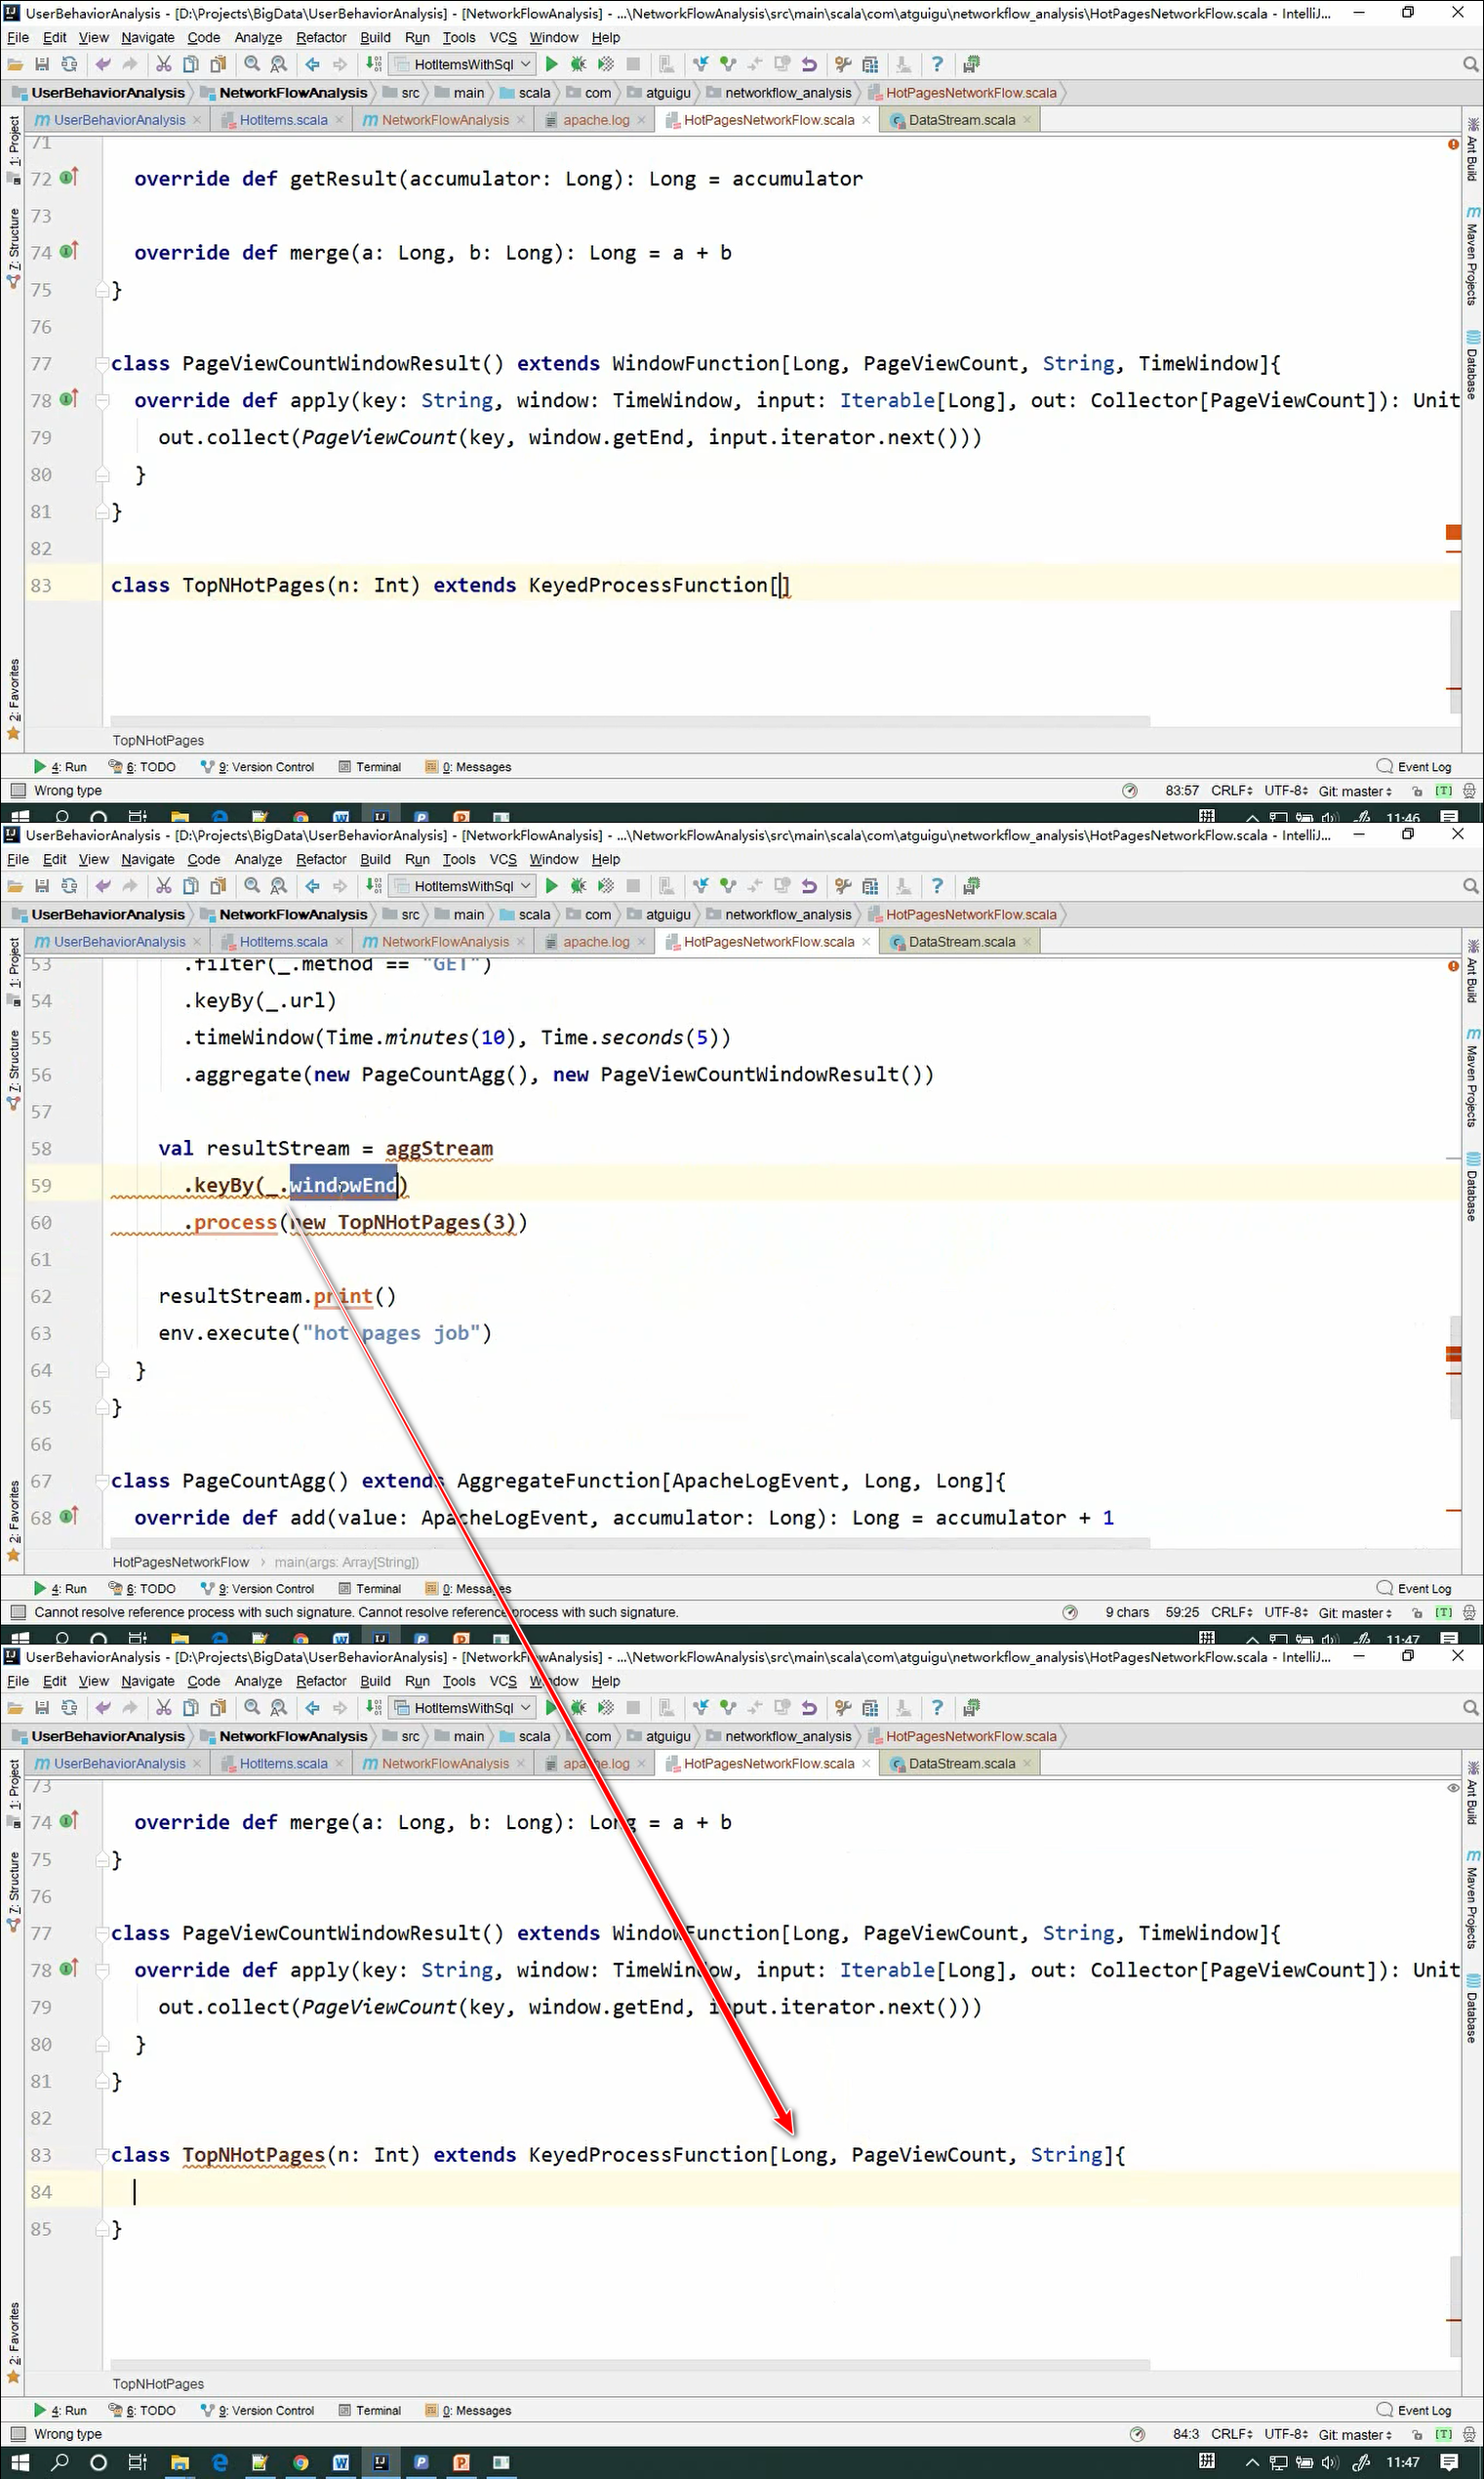 UserBehaviorAnalysis - [D:\Projects\BigData\UserBehaviorAnalysis] - [NetworkFlowAnalysis] - ...\NetworkFlowAnalysis\src\main\scala\com\atguigu\networkflow_analysis\HotPagesNetworkFlow.scala - IntelliJ...
File Edit View Navigate Code Analyze Refactor Build Run Tools VCS Window Help
HotItemsWithSql
UserBehaviorAnalysis NetworkFlowAnalysis src main scala com atguigu networkflow_analysis HotPagesNetworkFlow.scala
UserBehaviorAnalysis HotItems.scala NetworkFlowAnalysis apache.log HotPagesNetworkFlow.scala DataStream.scala
1: Project
7: Structure
2: Favorites
Ant Build
Maven Projects
Database
71
72 override def getResult(accumulator: Long): Long = accumulator
73
74 override def merge(a: Long, b: Long): Long = a + b
75 }
76
77 class PageViewCountWindowResult() extends WindowFunction[Long, PageViewCount, String, TimeWindow]{
78 override def apply(key: String, window: TimeWindow, input: Iterable[Long], out: Collector[PageViewCount]): Unit
79 out.collect(PageViewCount(key, window.getEnd, input.iterator.next()))
80 }
81 }
82
83 class TopNHotPages(n: Int) extends KeyedProcessFunction[]
TopNHotPages
4: Run 6: TODO 9: Version Control Terminal 0: Messages Event Log
Wrong type 83:57 CRLF UTF-8 Git: master [T]
11:46
UserBehaviorAnalysis - [D:\Projects\BigData\UserBehaviorAnalysis] - [NetworkFlowAnalysis] - ...\NetworkFlowAnalysis\src\main\scala\com\atguigu\networkflow_analysis\HotPagesNetworkFlow.scala - IntelliJ...
File Edit View Navigate Code Analyze Refactor Build Run Tools VCS Window Help
HotItemsWithSql
UserBehaviorAnalysis NetworkFlowAnalysis src main scala com atguigu networkflow_analysis HotPagesNetworkFlow.scala
UserBehaviorAnalysis HotItems.scala NetworkFlowAnalysis apache.log HotPagesNetworkFlow.scala DataStream.scala
1: Project
7: Structure
2: Favorites
Ant Build
Maven Projects
Database
53 .filter(_.method == "GET")
54 .keyBy(_.url)
55 .timeWindow(Time.minutes(10), Time.seconds(5))
56 .aggregate(new PageCountAgg(), new PageViewCountWindowResult())
57
58 val resultStream = aggStream
59 .keyBy(_.windowEnd)
60 .process(new TopNHotPages(3))
61
62 resultStream.print()
63 env.execute("hot pages job")
64 }
65 }
66
67 class PageCountAgg() extends AggregateFunction[ApacheLogEvent, Long, Long]{
68 override def add(value: ApacheLogEvent, accumulator: Long): Long = accumulator + 1
HotPagesNetworkFlow main(args: Array[String])
4: Run 6: TODO 9: Version Control Terminal 0: Messages Event Log
Cannot resolve reference process with such signature. Cannot resolve reference process with such signature. 9 chars 59:25 CRLF UTF-8 Git: master [T]
11:47
UserBehaviorAnalysis - [D:\Projects\BigData\UserBehaviorAnalysis] - [NetworkFlowAnalysis] - ...\NetworkFlowAnalysis\src\main\scala\com\atguigu\networkflow_analysis\HotPagesNetworkFlow.scala - IntelliJ...
File Edit View Navigate Code Analyze Refactor Build Run Tools VCS Window Help
HotItemsWithSql
UserBehaviorAnalysis NetworkFlowAnalysis src main scala com atguigu networkflow_analysis HotPagesNetworkFlow.scala
UserBehaviorAnalysis HotItems.scala NetworkFlowAnalysis apache.log HotPagesNetworkFlow.scala DataStream.scala
1: Project
7: Structure
2: Favorites
Ant Build
Maven Projects
Database
73
74 override def merge(a: Long, b: Long): Long = a + b
75 }
76
77 class PageViewCountWindowResult() extends WindowFunction[Long, PageViewCount, String, TimeWindow]{
78 override def apply(key: String, window: TimeWindow, input: Iterable[Long], out: Collector[PageViewCount]): Unit
79 out.collect(PageViewCount(key, window.getEnd, input.iterator.next()))
80 }
81 }
82
83 class TopNHotPages(n: Int) extends KeyedProcessFunction[Long, PageViewCount, String]{
84
85 }
TopNHotPages
4: Run 6: TODO 9: Version Control Terminal 0: Messages Event Log
Wrong type 84:3 CRLF UTF-8 Git: master [T]
拼 11:47